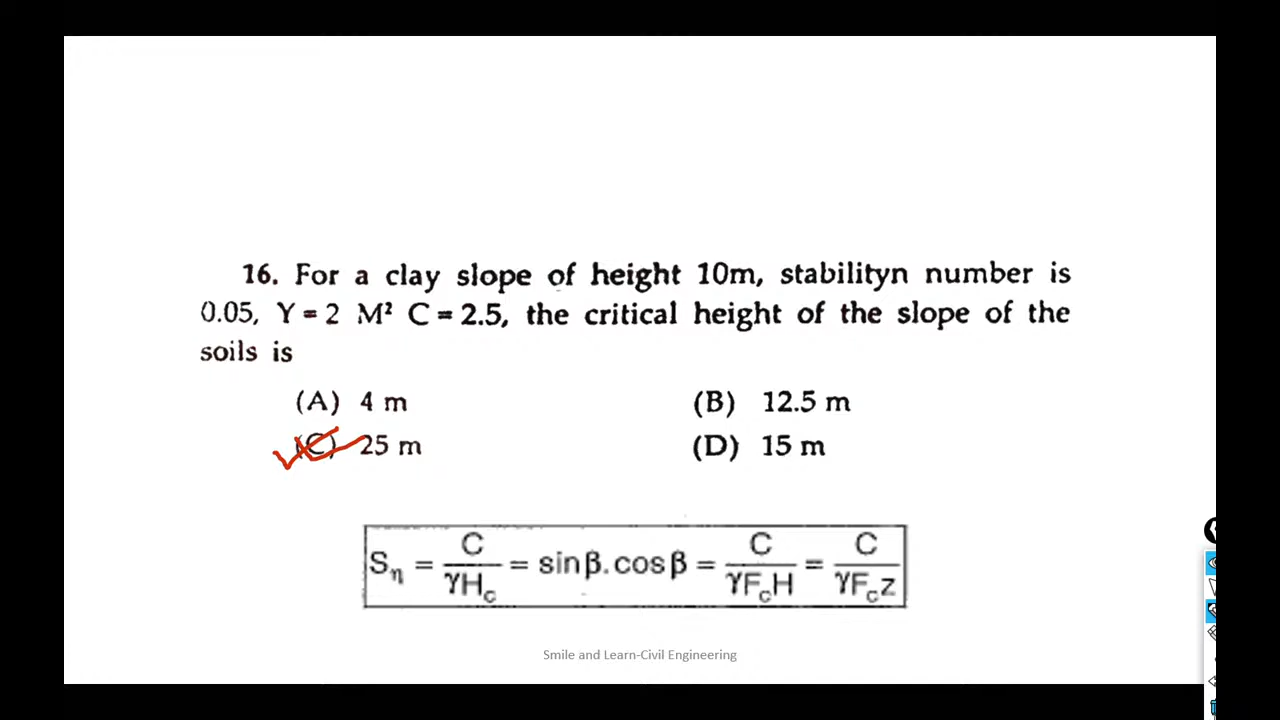 16. For a clay slope of height 10m, stabilityn number is
0.05, Y = 2 M² C = 2.5, the critical height of the slope of the
soils is
(A) 4 m (B) 12.5 m
(C) 25 m (D) 15 m
Sη = C/γHc = sinβ.cosβ = C/γFcH = C/γFcz
Smile and Learn-Civil Engineering